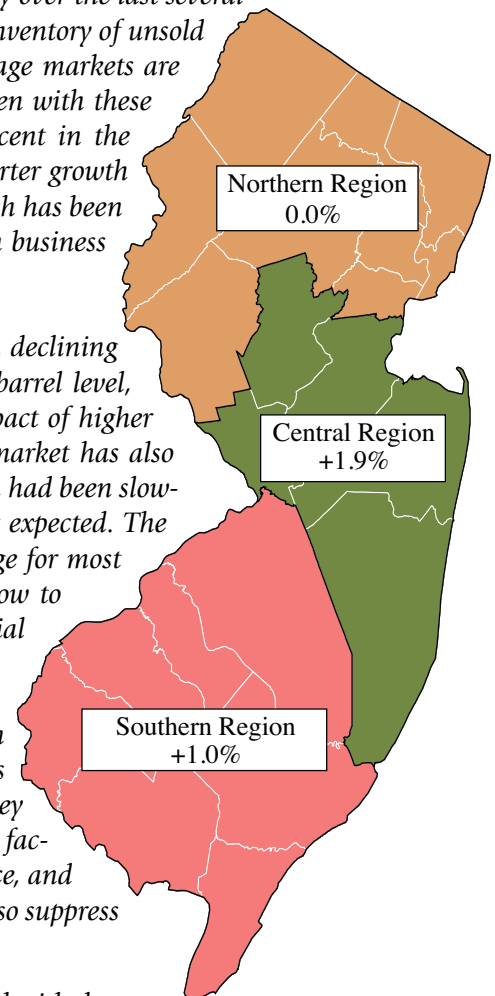 y over the last several
nventory of unsold
age markets are
en with these
cent in the
rter growth
h has been
n business
declining
barrel level,
pact of higher
market has also
had been slow-
expected. The
ge for most
ow to
ial
n
s
ey
fac-
ce, and
so suppress
Northern Region
0.0%
Central Region
+1.9%
Southern Region
+1.0%